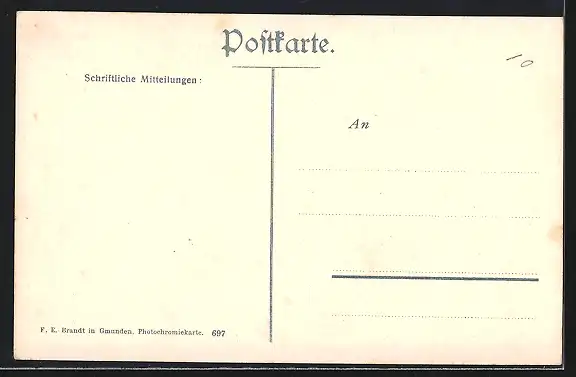 Postkarte.
10
Schriftliche Mitteilungen:
An
F. E. Brandt in Gmunden. Photochromiekarte. 697